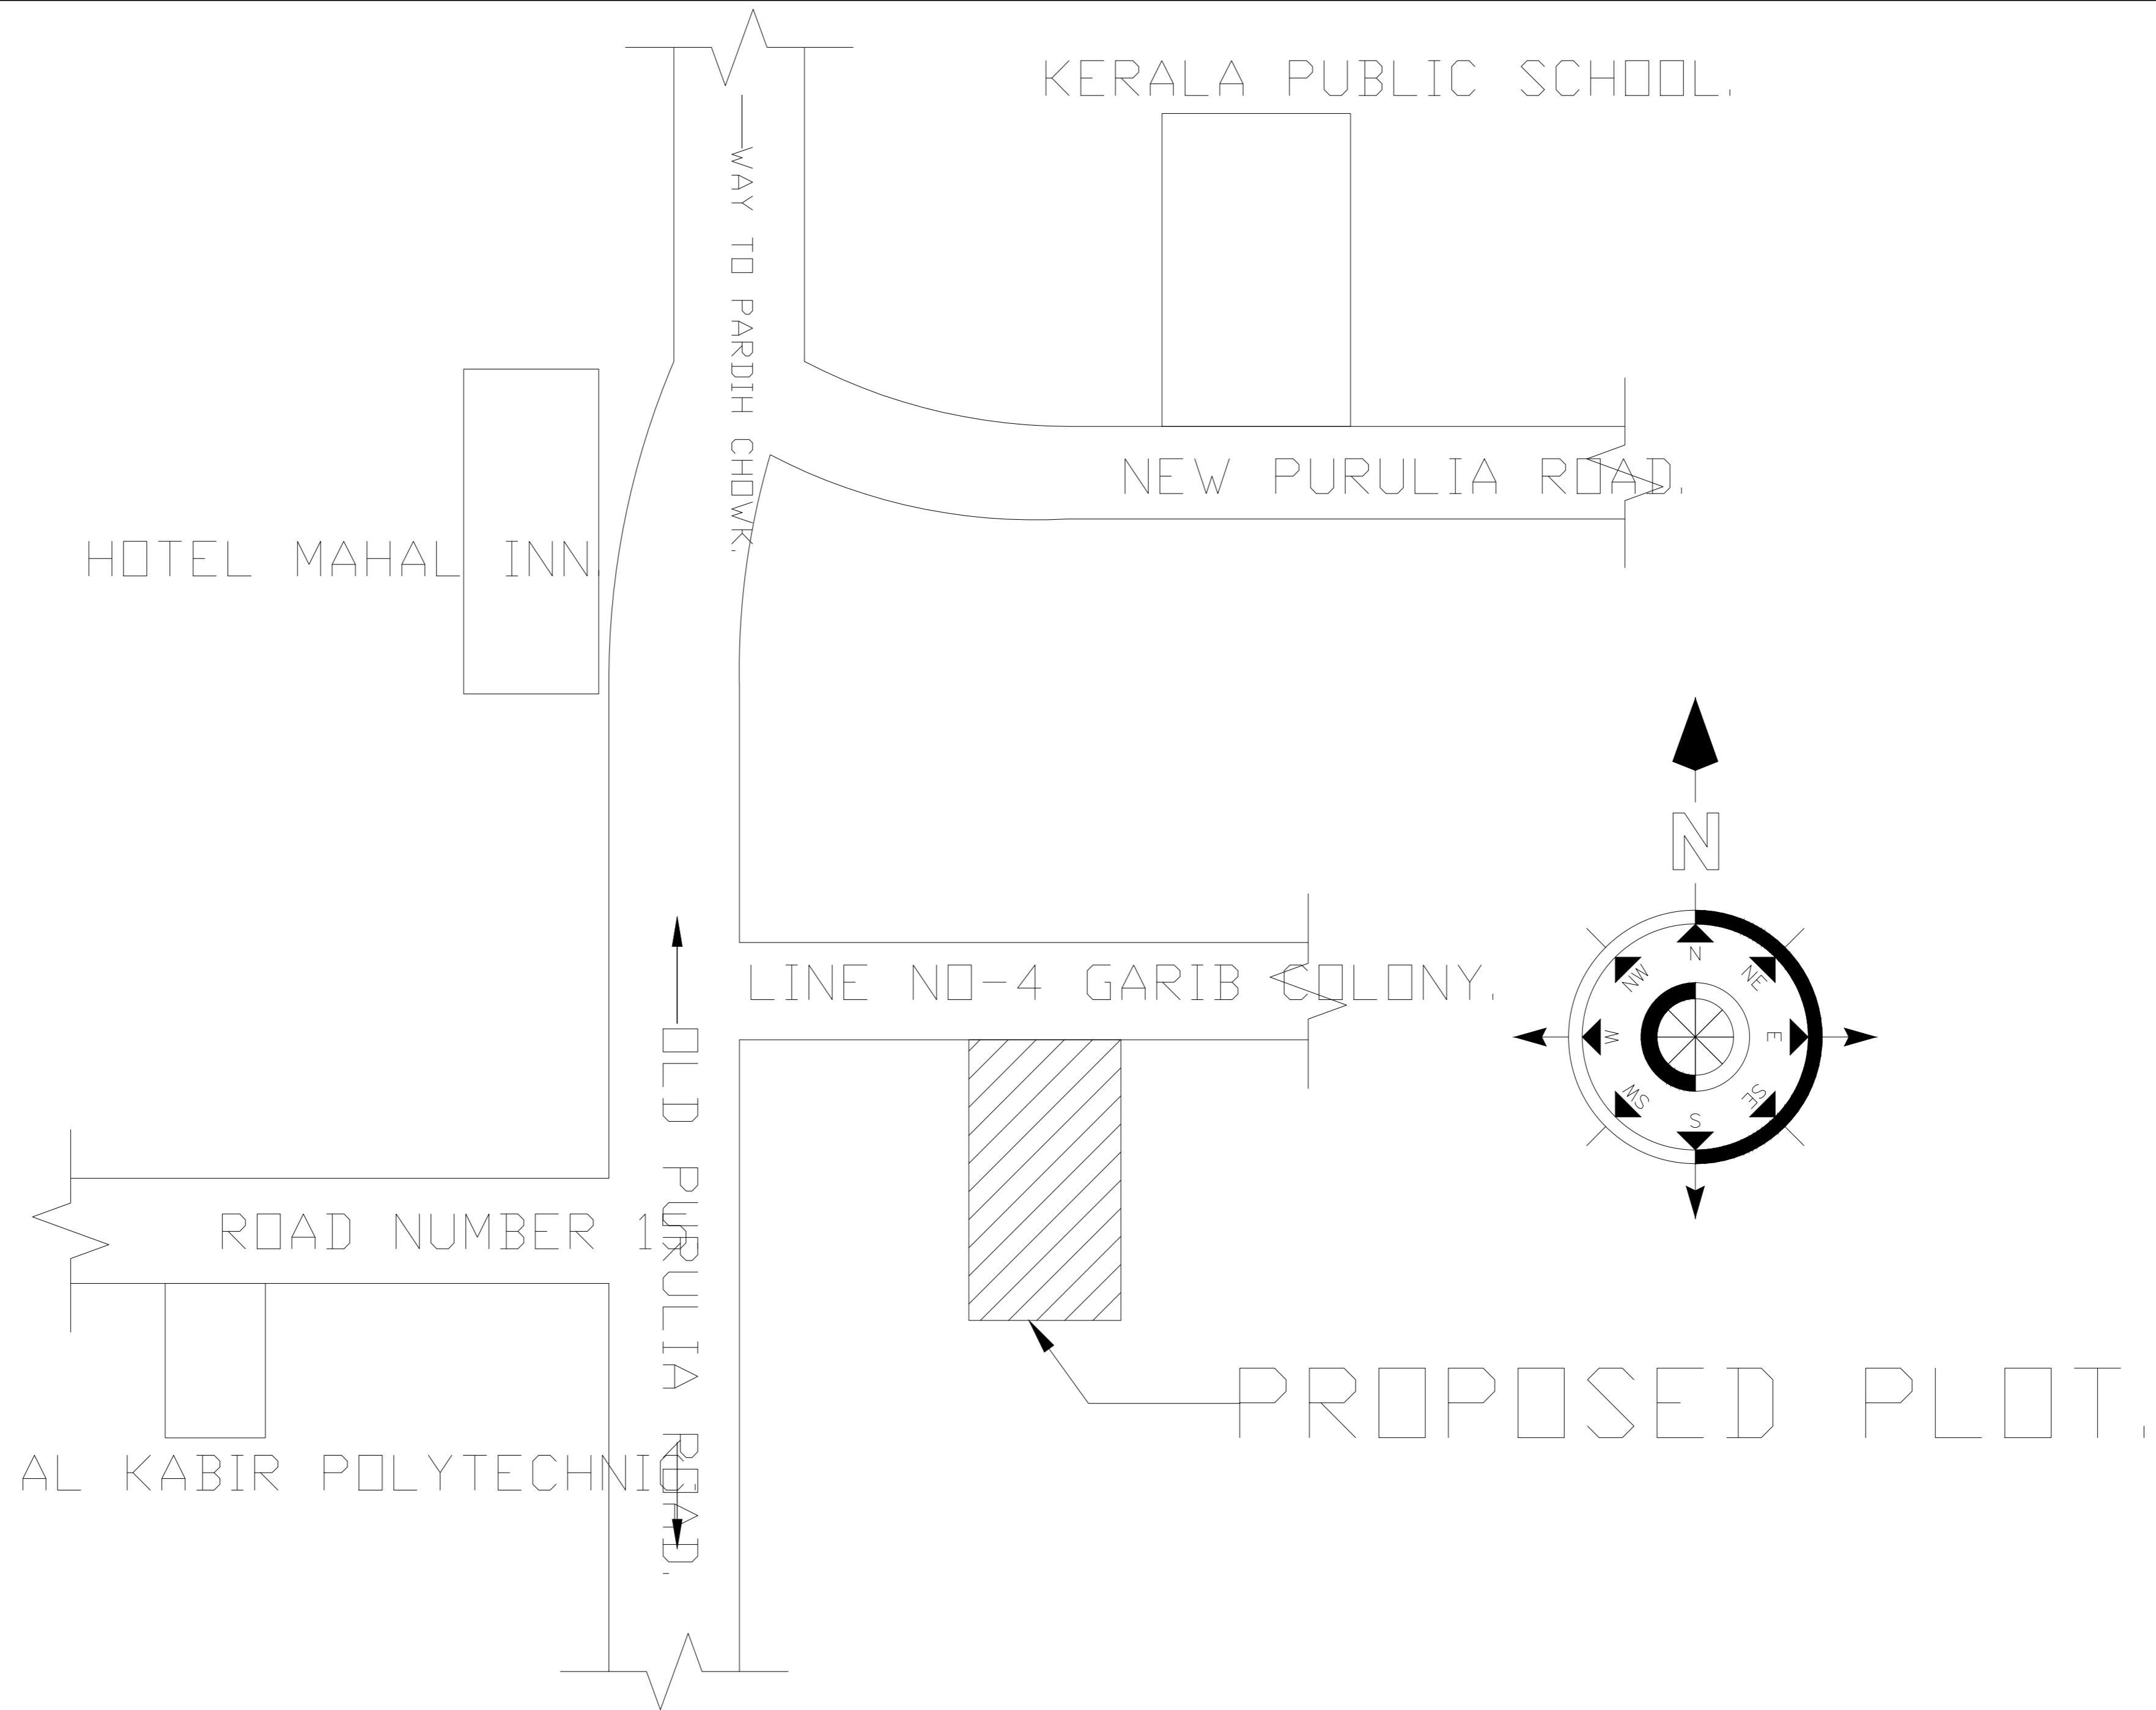 KERALA PUBLIC SCHOOL.
WAY TO PARDIH CHOWK.
NEW PURULIA ROAD.
HOTEL MAHAL INN.
N
N
NE
E
SE
S
SW
W
NW
LINE NO-4 GARIB COLONY.
OLD PURULIA ROAD.
ROAD NUMBER 15.
PROPOSED PLOT.
AL KABIR POLYTECHNIC.